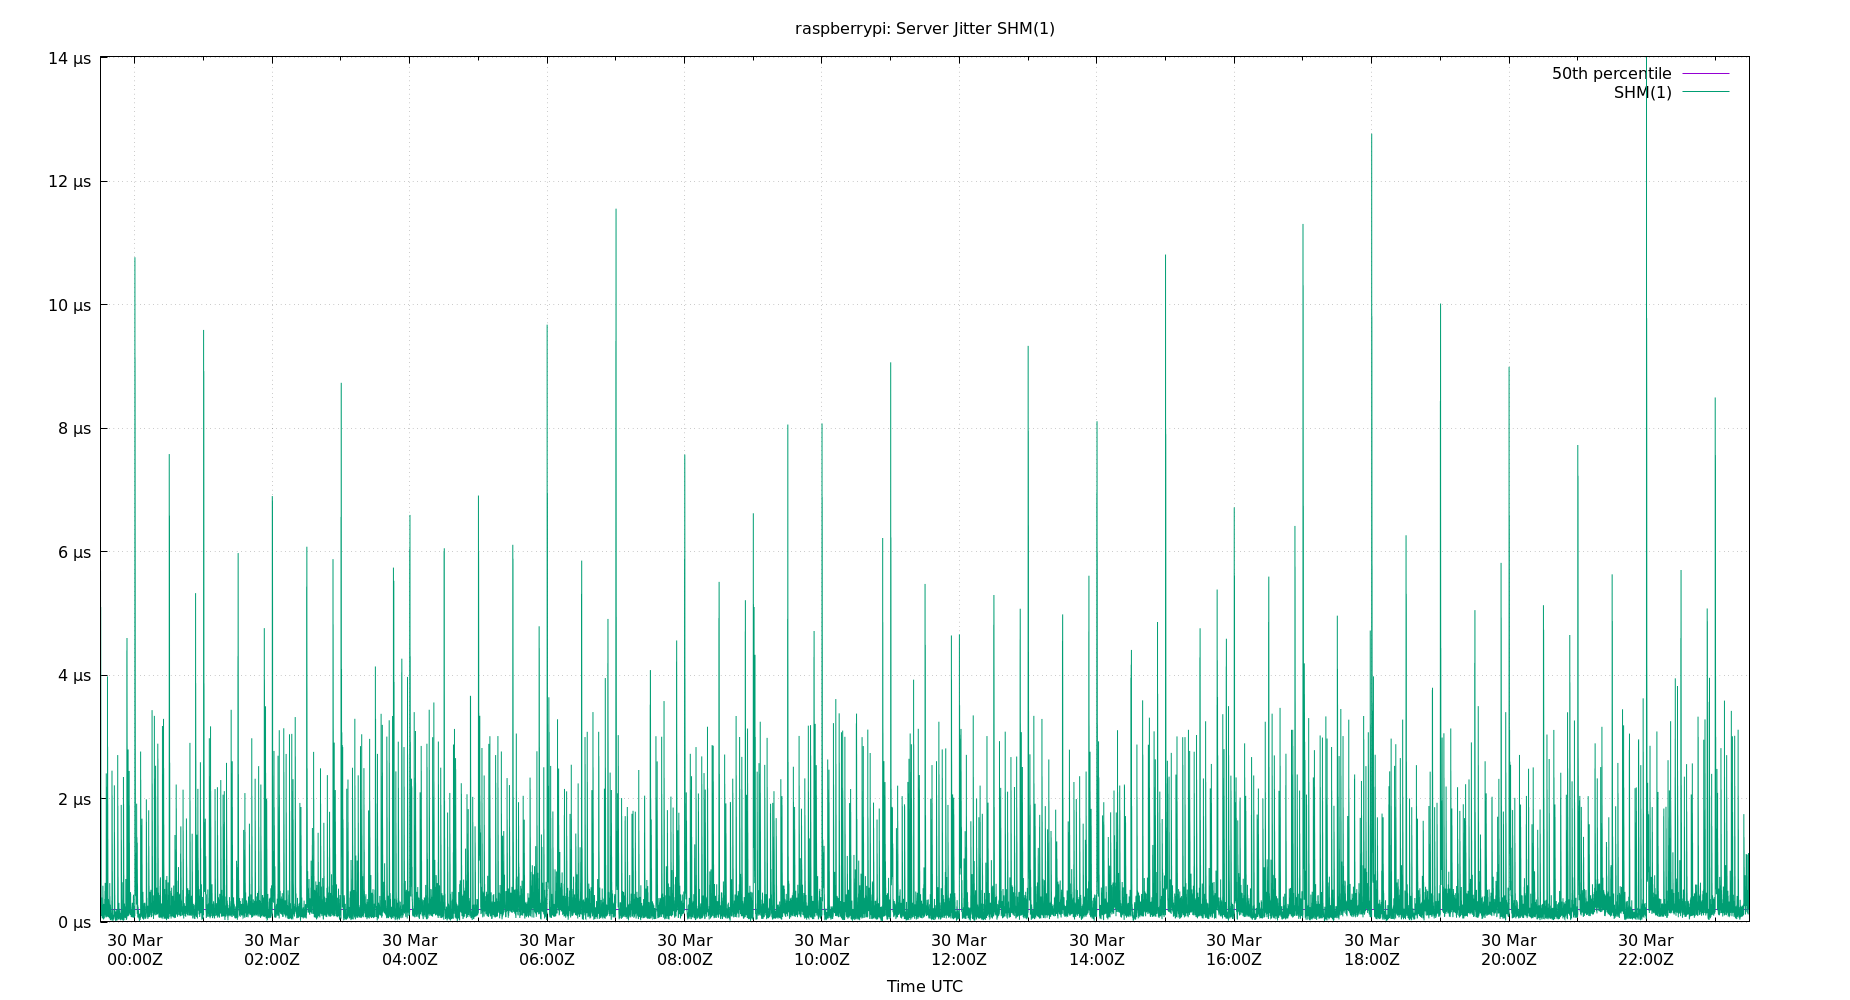 raspberrypi: Server Jitter SHM(1)
14 µs
12 µs
10 µs
8 µs
6 µs
4 µs
2 µs
0 µs
50th percentile
SHM(1)
30 Mar 30 Mar 30 Mar 30 Mar 30 Mar 30 Mar 30 Mar 30 Mar 30 Mar 30 Mar 30 Mar 30 Mar
00:00Z 02:00Z 04:00Z 06:00Z 08:00Z 10:00Z 12:00Z 14:00Z 16:00Z 18:00Z 20:00Z 22:00Z
Time UTC